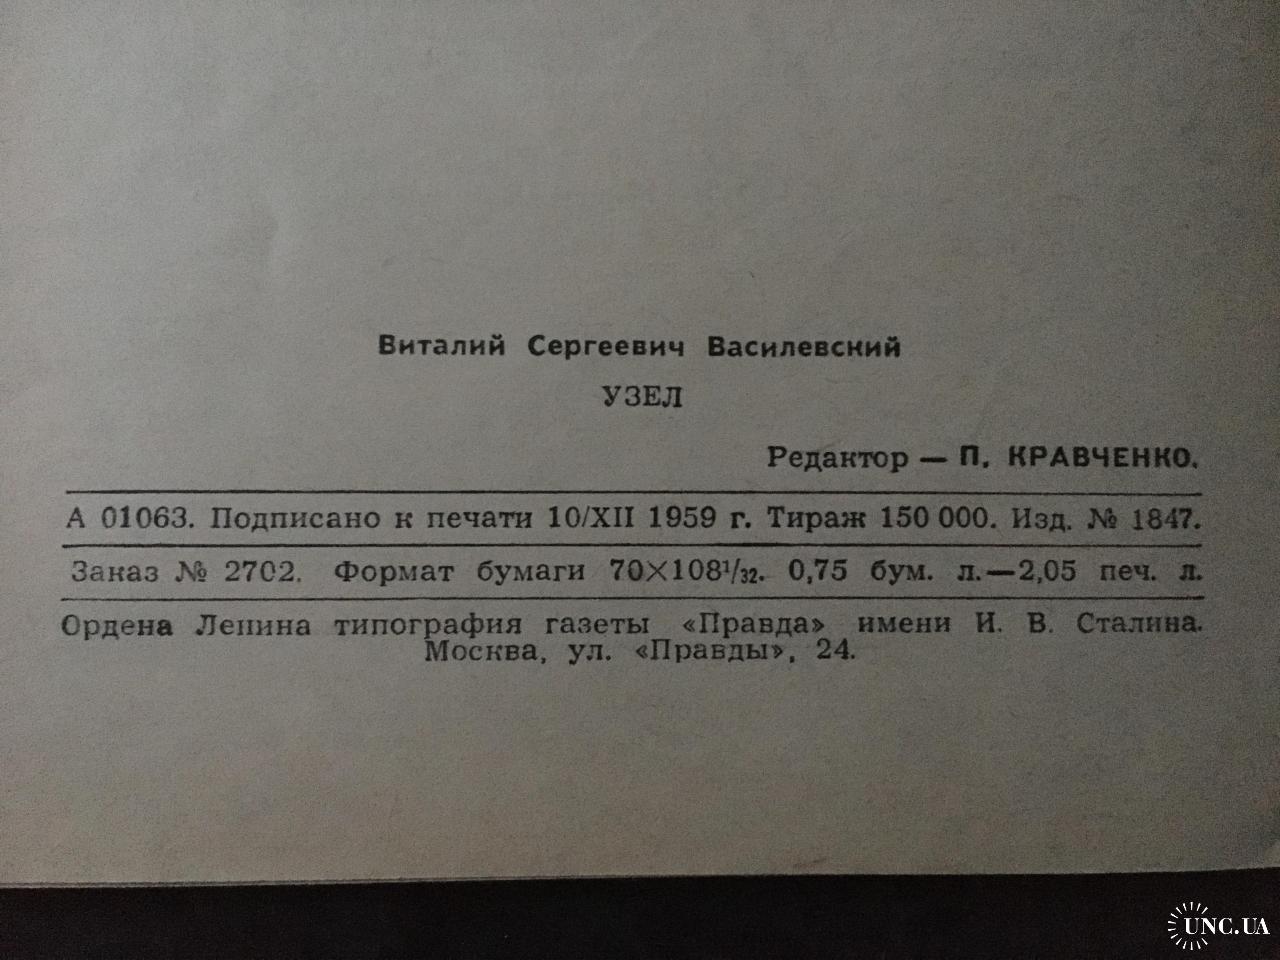 Виталий Сергеевич Василевский
УЗЕЛ
Редактор — П. КРАВЧЕНКО.
А 01063. Подписано к печати 10/XII 1959 г. Тираж 150 000. Изд. № 1847.
Заказ № 2702. Формат бумаги 70×108¹/₃₂. 0,75 бум. л.—2,05 печ. л.
Ордена Ленина типография газеты «Правда» имени И. В. Сталина.
Москва, ул. «Правды», 24.
UNC.UA